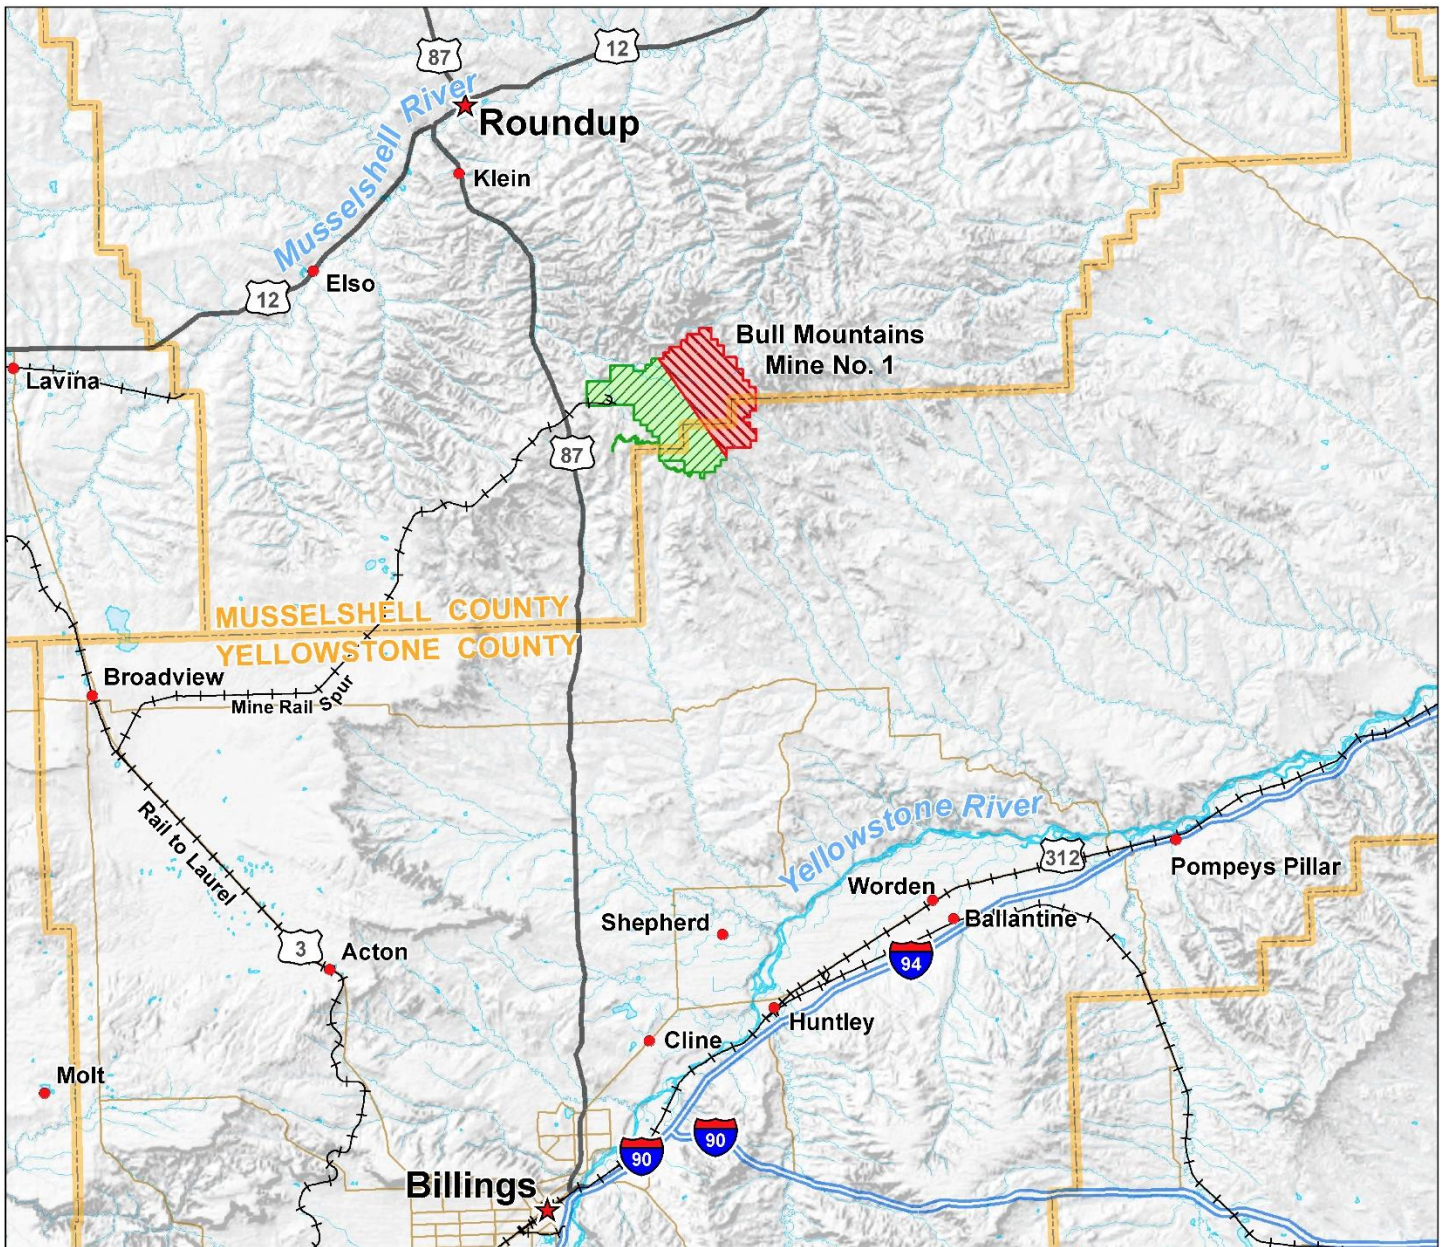 87
12
Roundup
Musselshell River
Klein
Elso
12
Bull Mountains
Mine No. 1
Lavina
87
MUSSELSHELL COUNTY
YELLOWSTONE COUNTY
Broadview
Mine Rail Spur
Rail to Laurel
Yellowstone River
312
Pompeys Pillar
Worden
Ballantine
Shepherd
3
Acton
94
Huntley
Cline
Molt
90
90
Billings